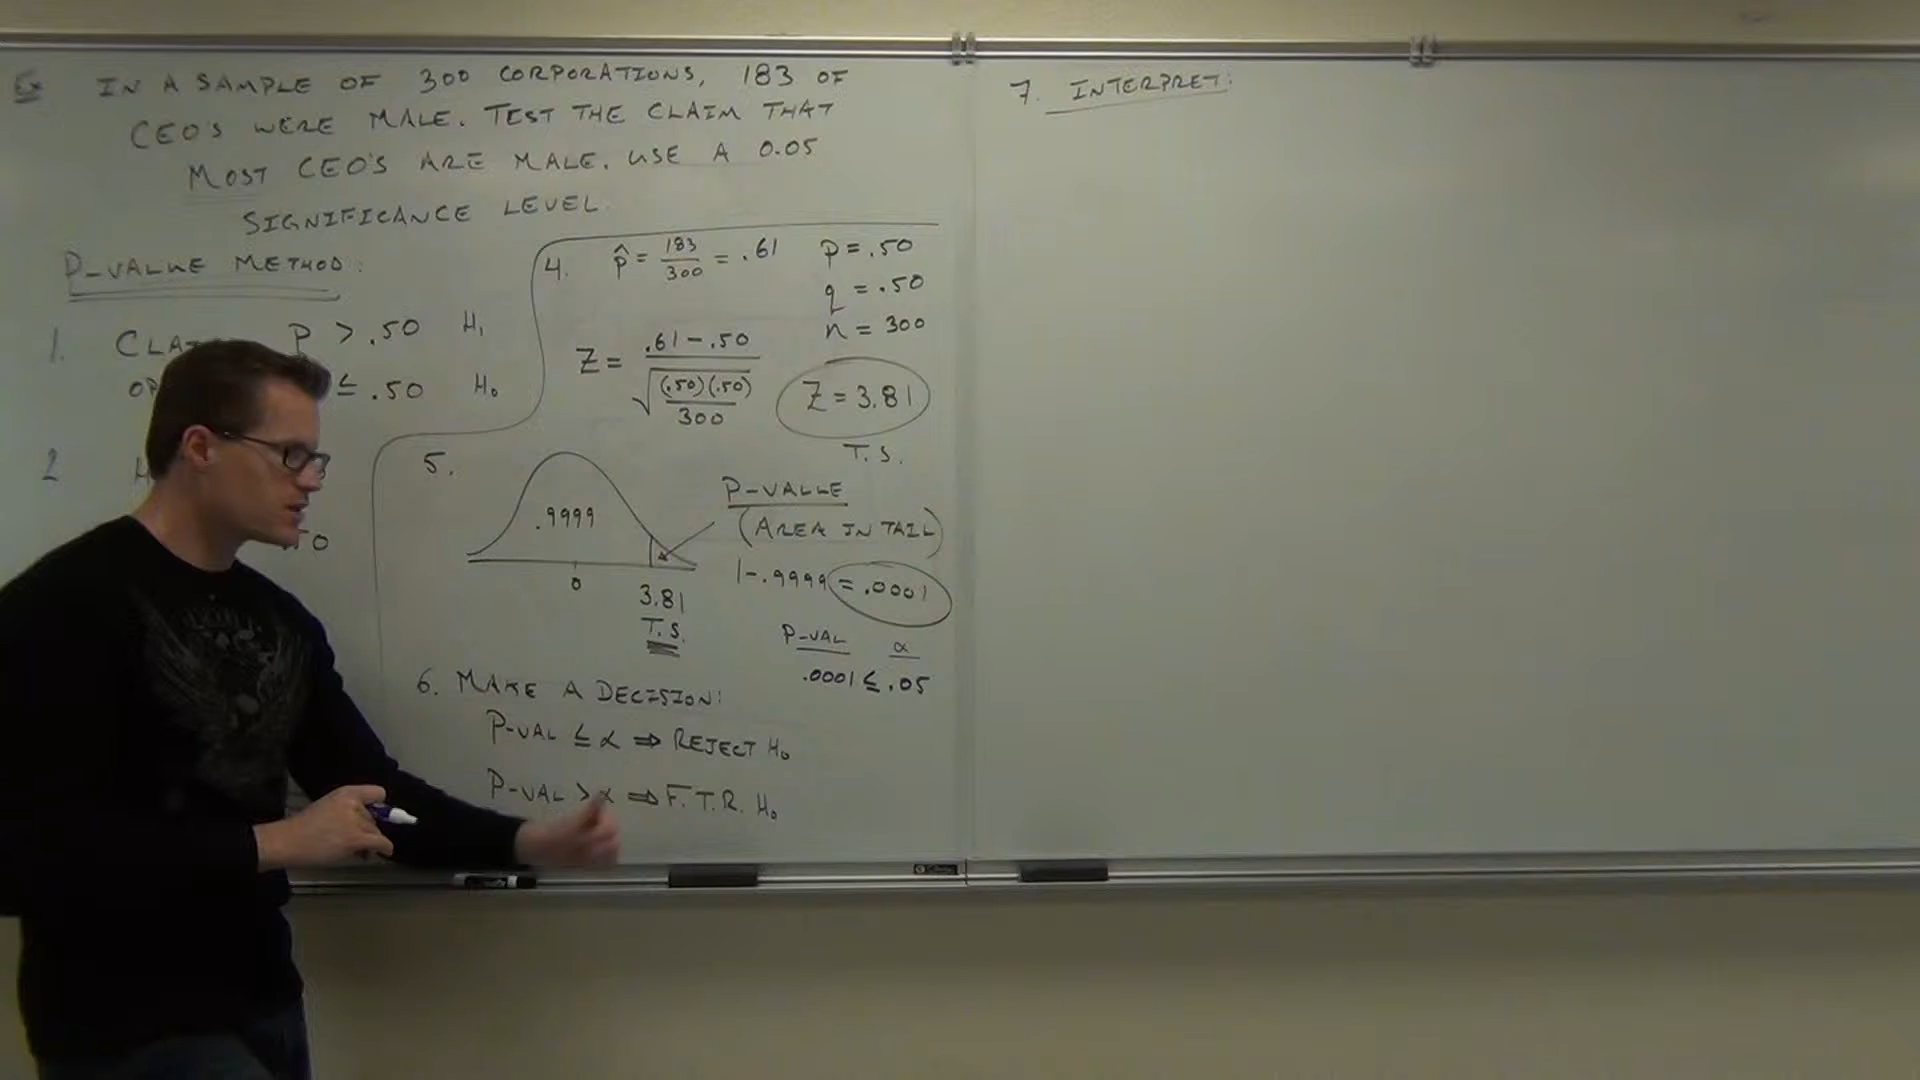 Ex IN A SAMPLE OF 300 CORPORATIONS, 183 OF
CEO'S WERE MALE. TEST THE CLAIM THAT
MOST CEO'S ARE MALE. USE A 0.05
SIGNIFICANCE LEVEL.
P-VALUE METHOD:
1. P > .50 H₁
≤ .50 H₀
2
4. p̂ = 183/300 = .61
p = .50
q = .50
n = 300
Z = .61 - .50 / √((.50)(.50)/300)
Z = 3.81
T.S.
5.
.9999
0
3.81
T.S.
P-VALUE
(AREA IN TAIL)
1-.9999 = .0001
P-VAL α
.0001 ≤ .05
6. MAKE A DECISION:
P-VAL ≤ α ⇒ REJECT H₀
P-VAL > α ⇒ F.T.R. H₀
7. INTERPRET: